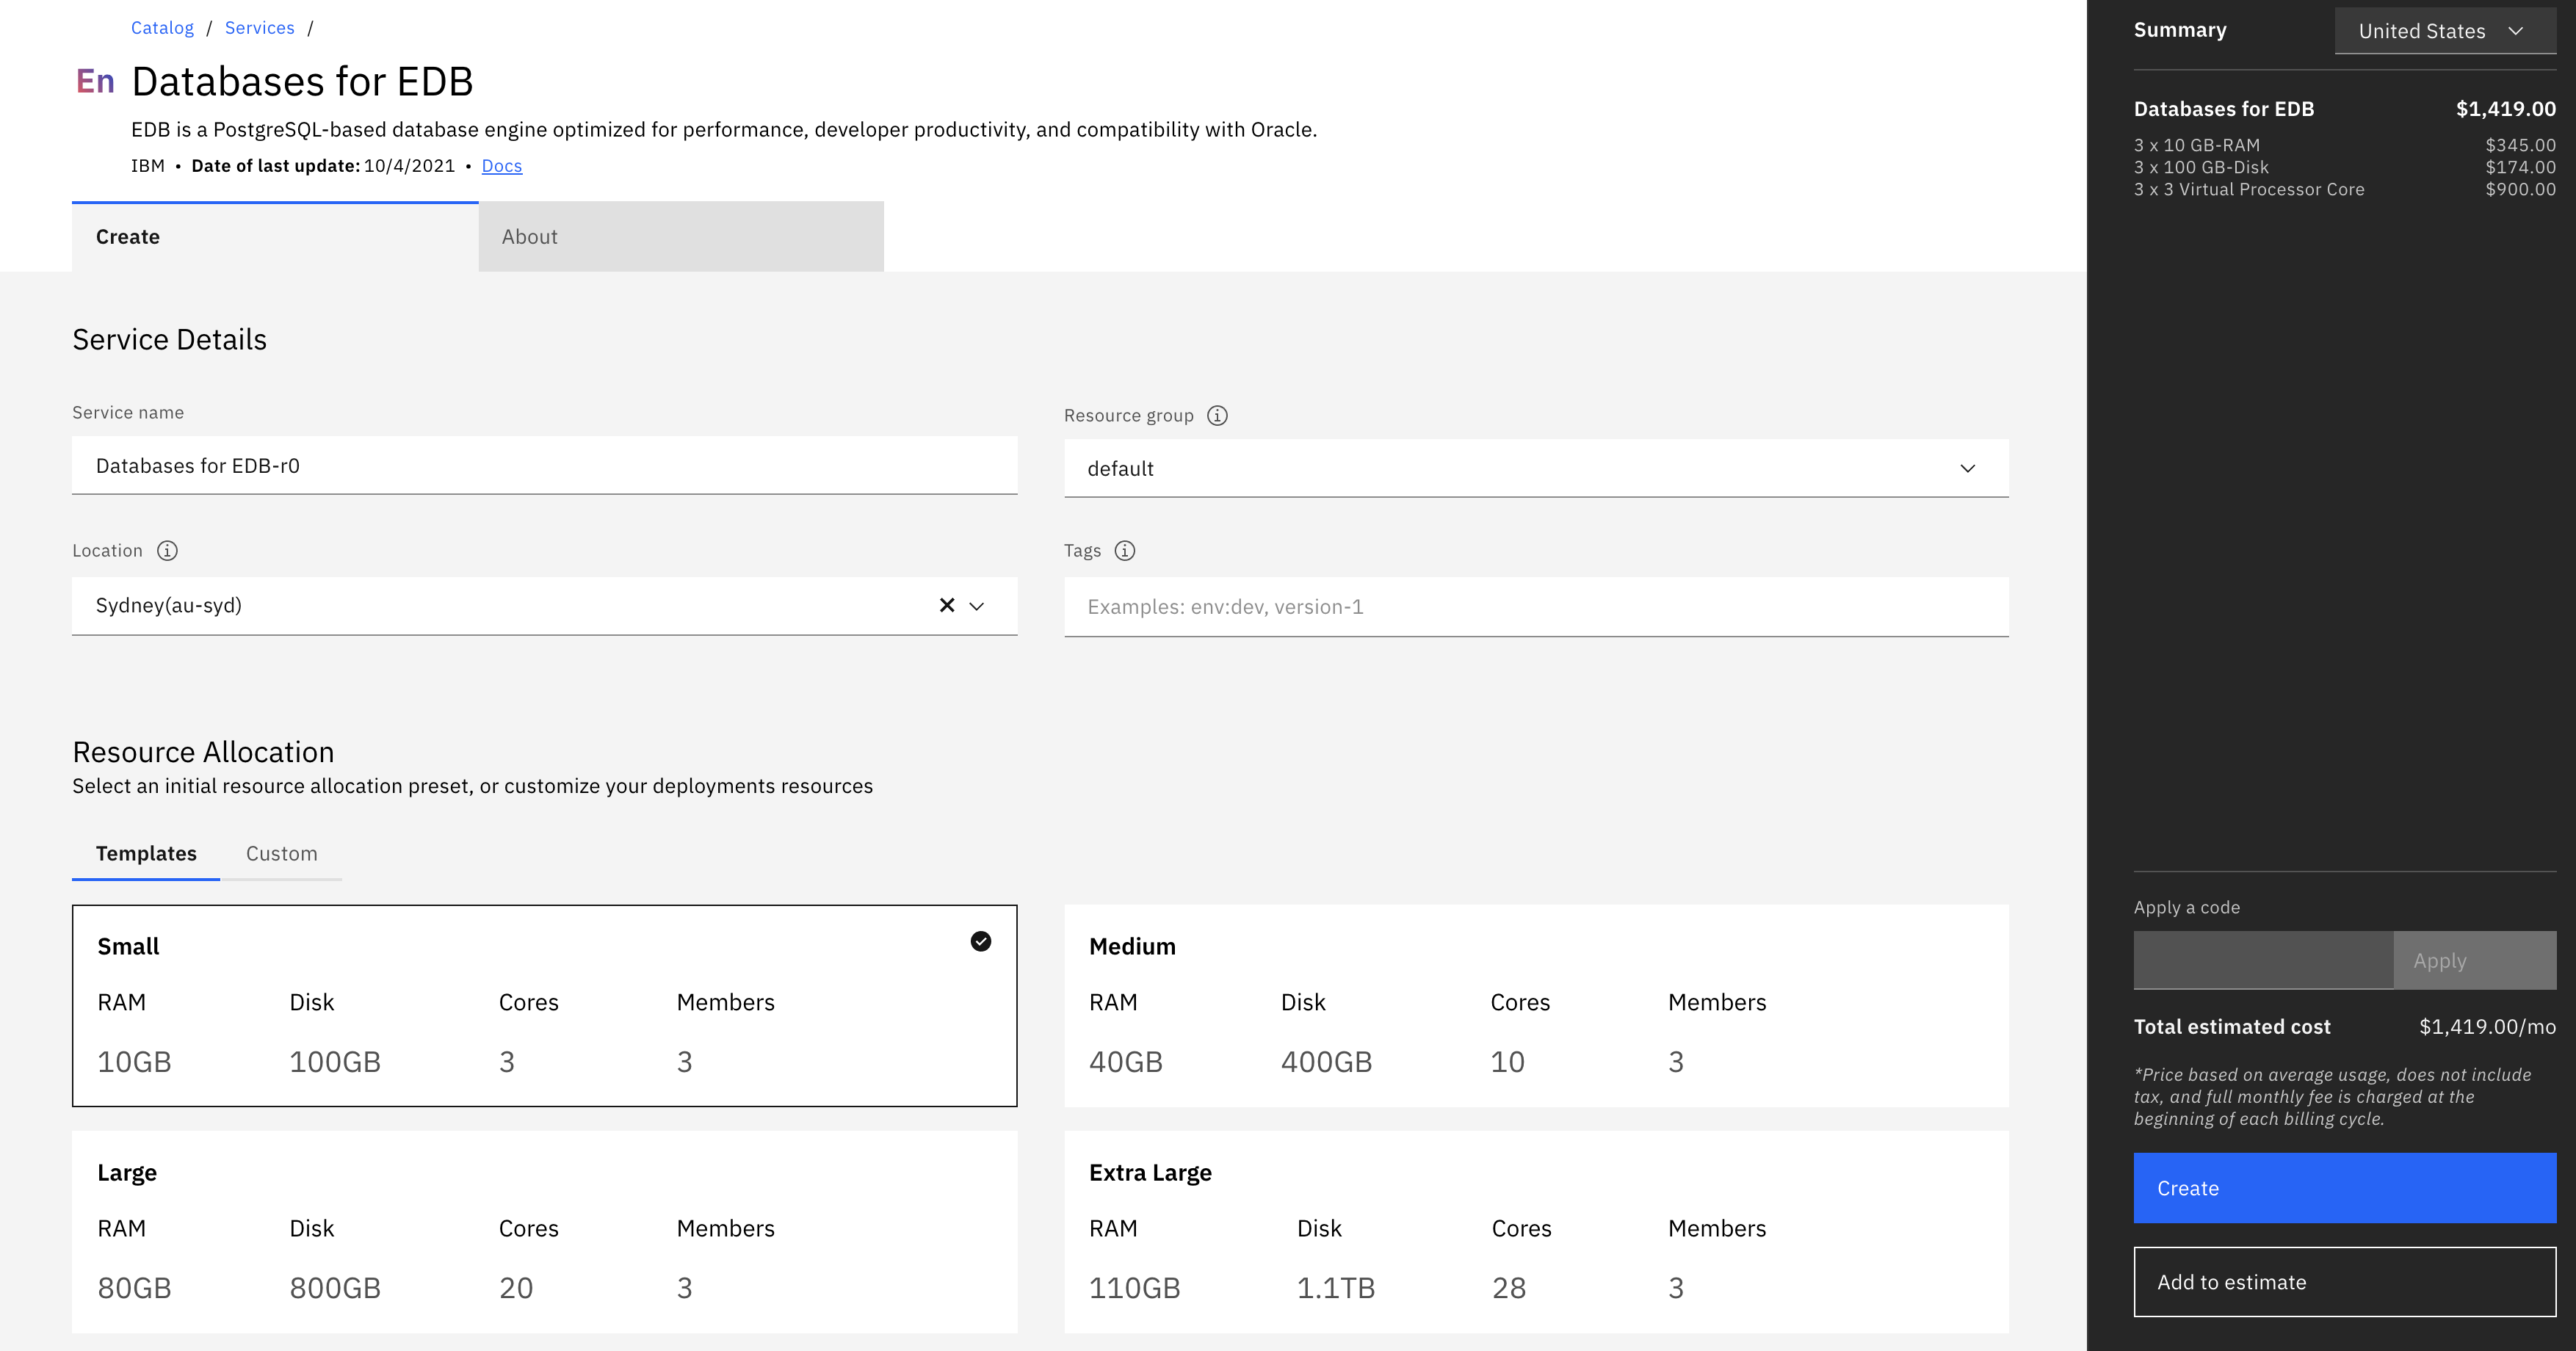 Catalog / Services /
En Databases for EDB
EDB is a PostgreSQL-based database engine optimized for performance, developer productivity, and compatibility with Oracle.
IBM • Date of last update: 10/4/2021 • Docs
Create About
Service Details
Service name
Databases for EDB-r0
Resource group
default
Location
Sydney(au-syd)
Tags
Examples: env:dev, version-1
Resource Allocation
Select an initial resource allocation preset, or customize your deployments resources
Templates Custom
Small
RAM Disk Cores Members
10GB 100GB 3 3
Medium
RAM Disk Cores Members
40GB 400GB 10 3
Large
RAM Disk Cores Members
80GB 800GB 20 3
Extra Large
RAM Disk Cores Members
110GB 1.1TB 28 3
Summary United States
Databases for EDB $1,419.00
3 x 10 GB-RAM $345.00
3 x 100 GB-Disk $174.00
3 x 3 Virtual Processor Core $900.00
Apply a code
Apply
Total estimated cost $1,419.00/mo
*Price based on average usage, does not include
tax, and full monthly fee is charged at the
beginning of each billing cycle.
Create
Add to estimate